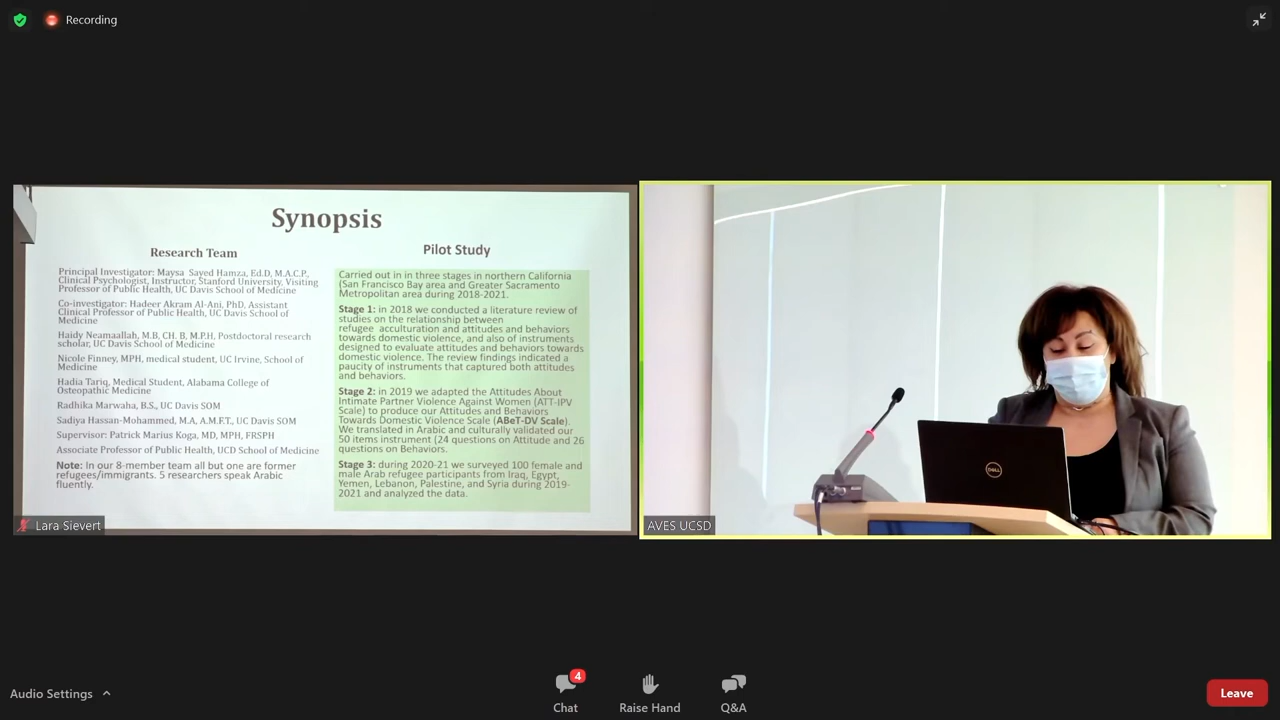 Recording
Synopsis
Research Team
Principal Investigator: Maysa Sayed Hamza, Ed.D, M.A.C.P.,
Clinical Psychologist, Instructor, Stanford University, Visiting
Professor of Public Health, UC Davis School of Medicine
Co-investigator: Hadeer Akram Al-Ani, PhD, Assistant
Clinical Professor of Public Health, UC Davis School of
Medicine
Haidy Neamaallah, M.B, CH. B, M.P.H, Postdoctoral research
scholar, UC Davis School of Medicine
Nicole Finney, MPH, medical student, UC Irvine, School of
Medicine
Hadia Tariq, Medical Student, Alabama College of
Osteopathic Medicine
Radhika Marwaha, B.S., UC Davis SOM
Sadiya Hassan-Mohammed, M.A, A.M.F.T., UC Davis SOM
Supervisor: Patrick Marius Koga, MD, MPH, FRSPH
Associate Professor of Public Health, UCD School of Medicine
Note: In our 8-member team all but one are former
refugees/immigrants. 5 researchers speak Arabic
fluently.
Pilot Study
Carried out in in three stages in northern California
(San Francisco Bay area and Greater Sacramento
Metropolitan area during 2018-2021.
Stage 1: in 2018 we conducted a literature review of
studies on the relationship between
refugee acculturation and attitudes and behaviors
towards domestic violence, and also of instruments
designed to evaluate attitudes and behaviors towards
domestic violence. The review findings indicated a
paucity of instruments that captured both attitudes
and behaviors.
Stage 2: in 2019 we adapted the Attitudes About
Intimate Partner Violence Against Women (ATT-IPV
Scale) to produce our Attitudes and Behaviors
Towards Domestic Violence Scale (ABeT-DV Scale).
We translated in Arabic and culturally validated our
50 items instrument (24 questions on Attitude and 26
questions on Behaviors.
Stage 3: during 2020-21 we surveyed 100 female and
male Arab refugee participants from Iraq, Egypt,
Yemen, Lebanon, Palestine, and Syria during 2019-
2021 and analyzed the data.
Lara Sievert
DELL
AVES UCSD
Audio Settings
4
Chat
Raise Hand
Q&A
Leave